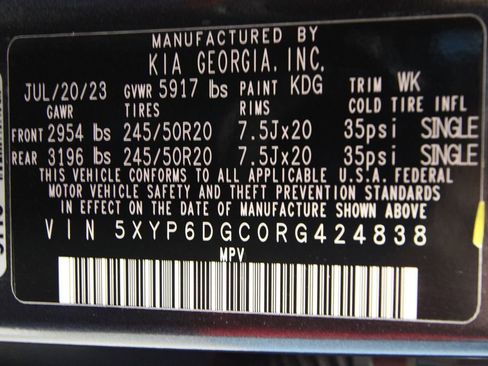 MANUFACTURED BY
KIA GEORGIA, INC.
JUL/20/23 GVWR 5917 lbs PAINT KDG TRIM WK
GAWR TIRES RIMS COLD TIRE INFL
FRONT 2954 lbs 245/50R20 7.5Jx20 35psi SINGLE
REAR 3196 lbs 245/50R20 7.5Jx20 35psi SINGLE
THIS VEHICLE CONFORMS TO ALL APPLICABLE U.S.A. FEDERAL
MOTOR VEHICLE SAFETY AND THEFT PREVENTION STANDARDS
IN EFFECT ON THE DATE OF MANUFACTURE SHOWN ABOVE
VIN 5XYP6DGC0RG424838
MPV